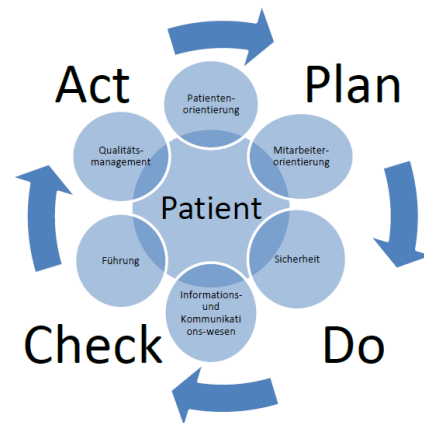 Act
Plan
Patienten-
orientierung
Qualitäts-
management
Mitarbeiter-
orientierung
Patient
Führung
Sicherheit
Informations-
und
Kommunikati
ons-wesen
Check
Do